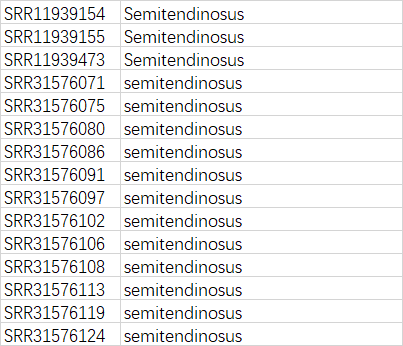 SRR11939154 Semitendinosus
SRR11939155 Semitendinosus
SRR11939473 Semitendinosus
SRR31576071 semitendinosus
SRR31576075 semitendinosus
SRR31576080 semitendinosus
SRR31576086 semitendinosus
SRR31576091 semitendinosus
SRR31576097 semitendinosus
SRR31576102 semitendinosus
SRR31576106 semitendinosus
SRR31576108 semitendinosus
SRR31576113 semitendinosus
SRR31576119 semitendinosus
SRR31576124 semitendinosus